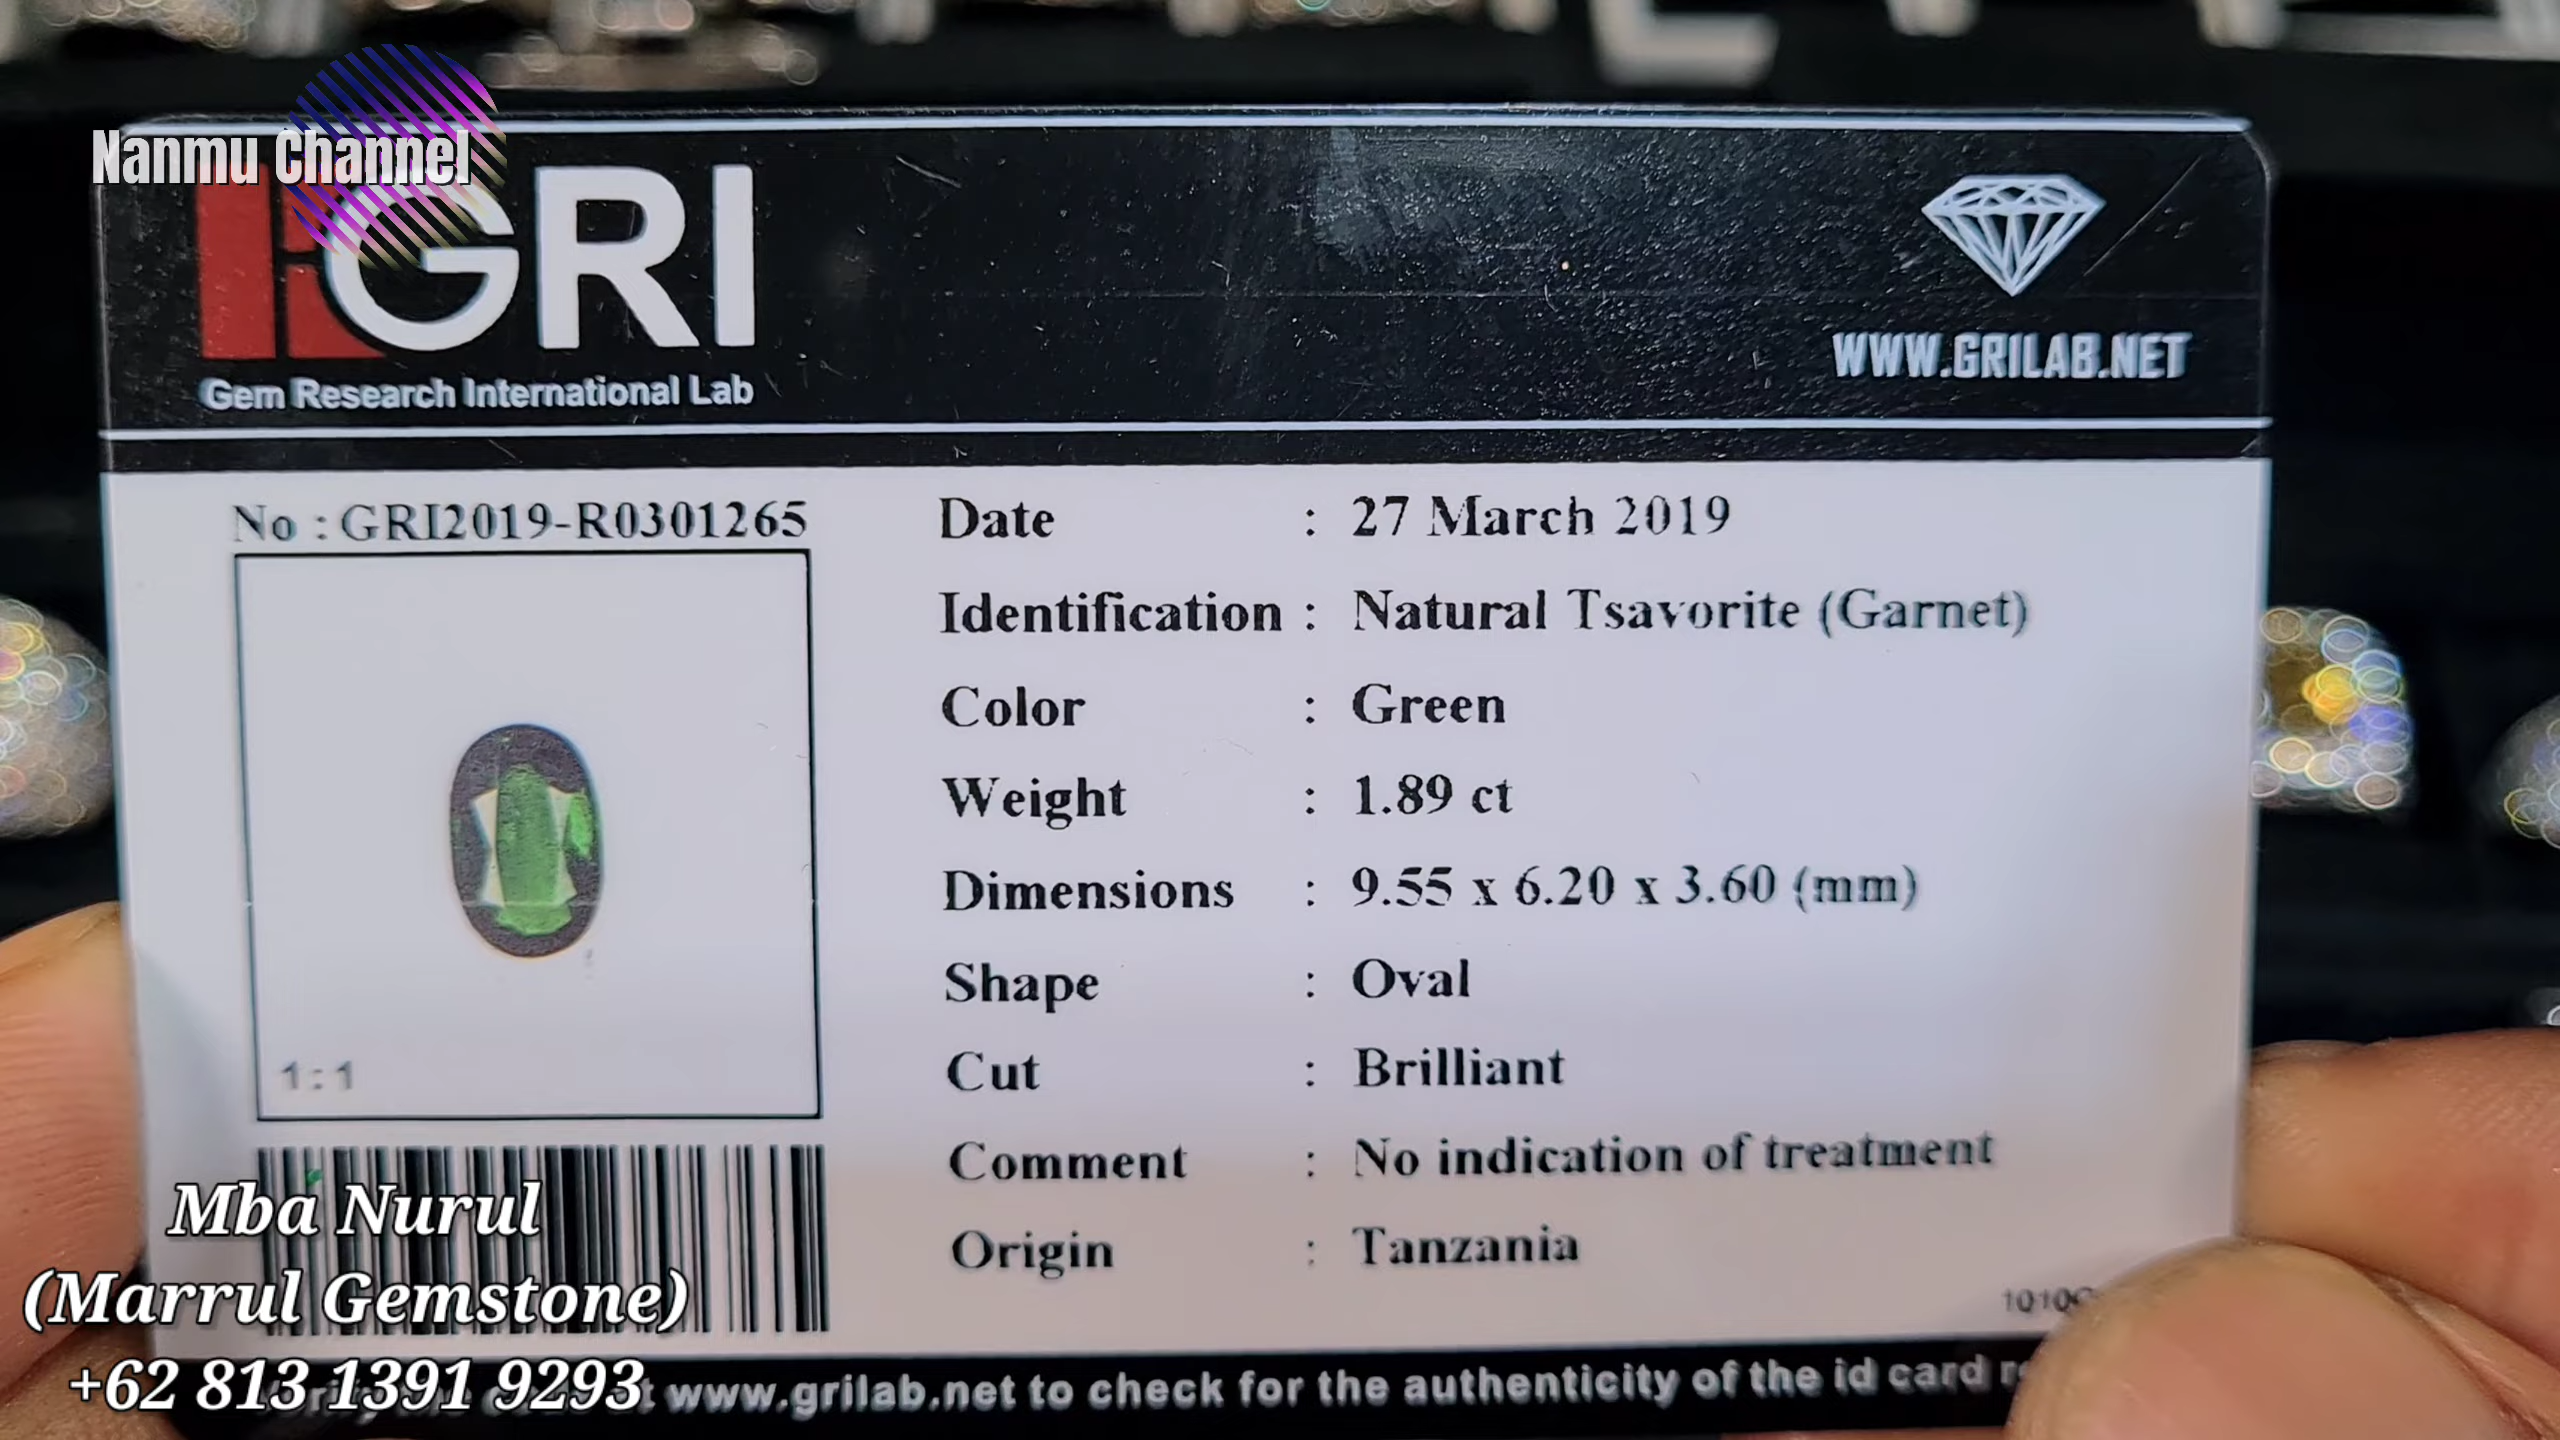 Nanmu Channel
GRI
Gem Research International Lab
WWW.GRILAB.NET
No : GRI2019-R0301265
1:1
Date : 27 March 2019
Identification : Natural Tsavorite (Garnet)
Color : Green
Weight : 1.89 ct
Dimensions : 9.55 x 6.20 x 3.60 (mm)
Shape : Oval
Cut : Brilliant
Comment : No indication of treatment
Origin : Tanzania
Mba Nurul
(Marrul Gemstone)
+62 813 1391 9293
www.grilab.net to check for the authenticity of the id card